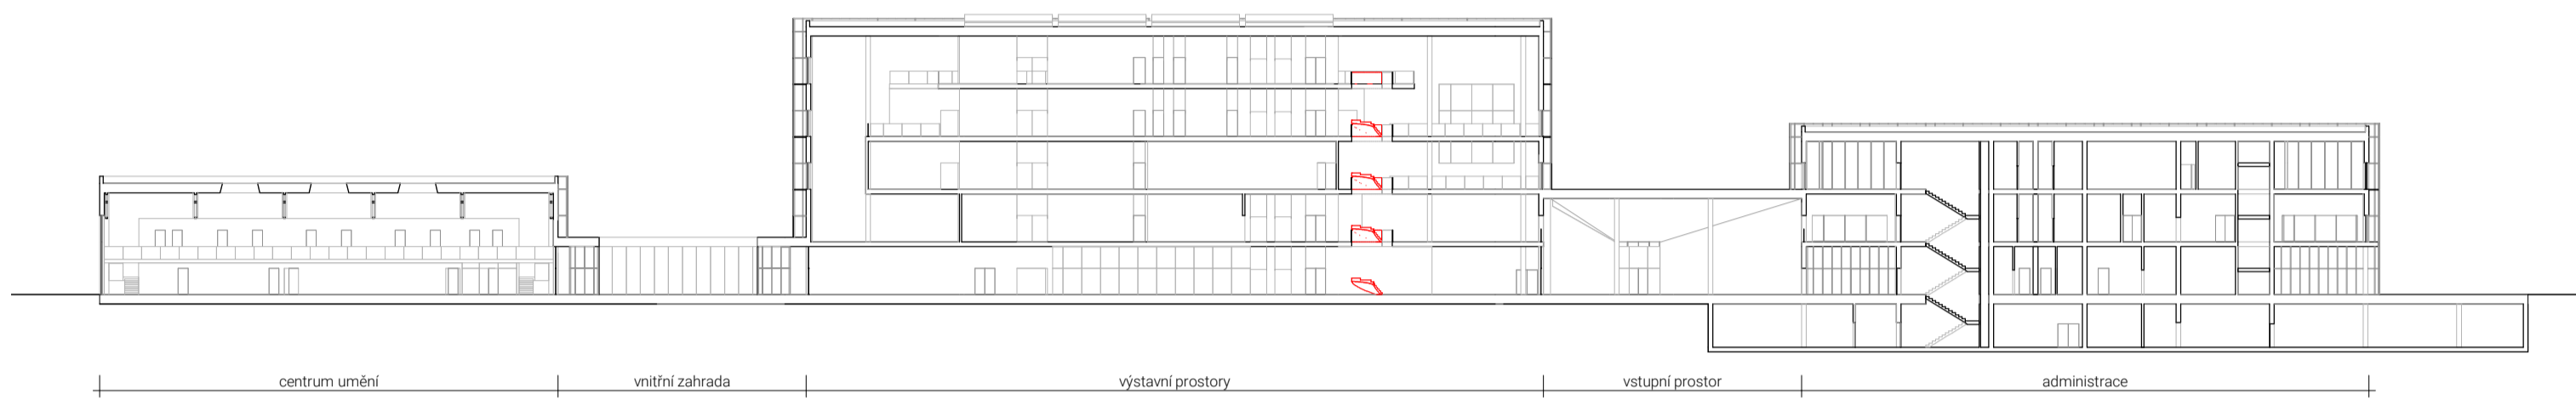 centrum umění
vnitřní zahrada
výstavní prostory
vstupní prostor
administrace